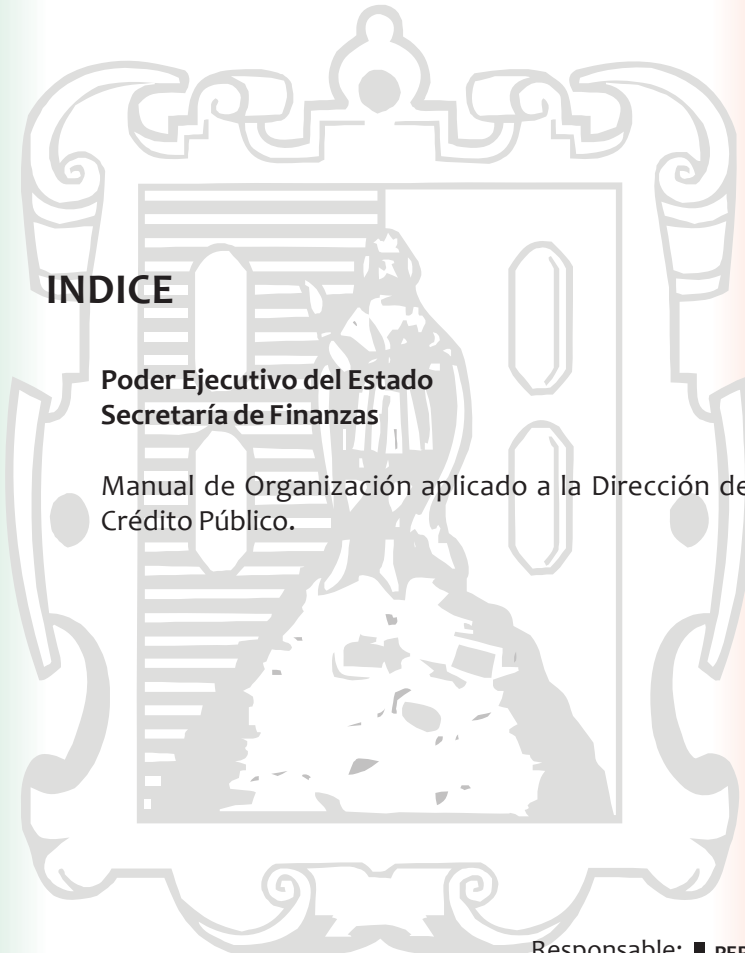 INDICE
Poder Ejecutivo del Estado
Secretaría de Finanzas
Manual de Organización aplicado a la Dirección de
Crédito Público.
Responsable: